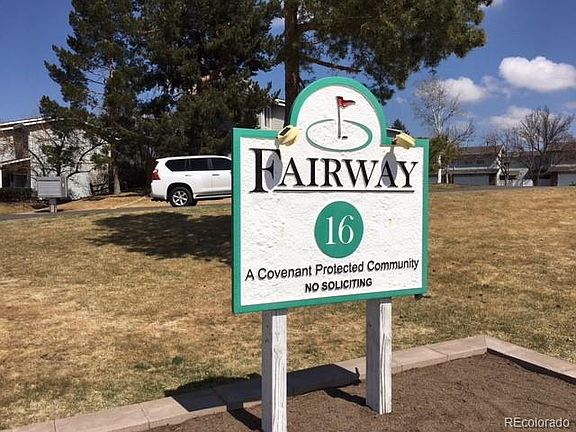 FAIRWAY
16
A Covenant Protected Community
NO SOLICITING
REcolorado